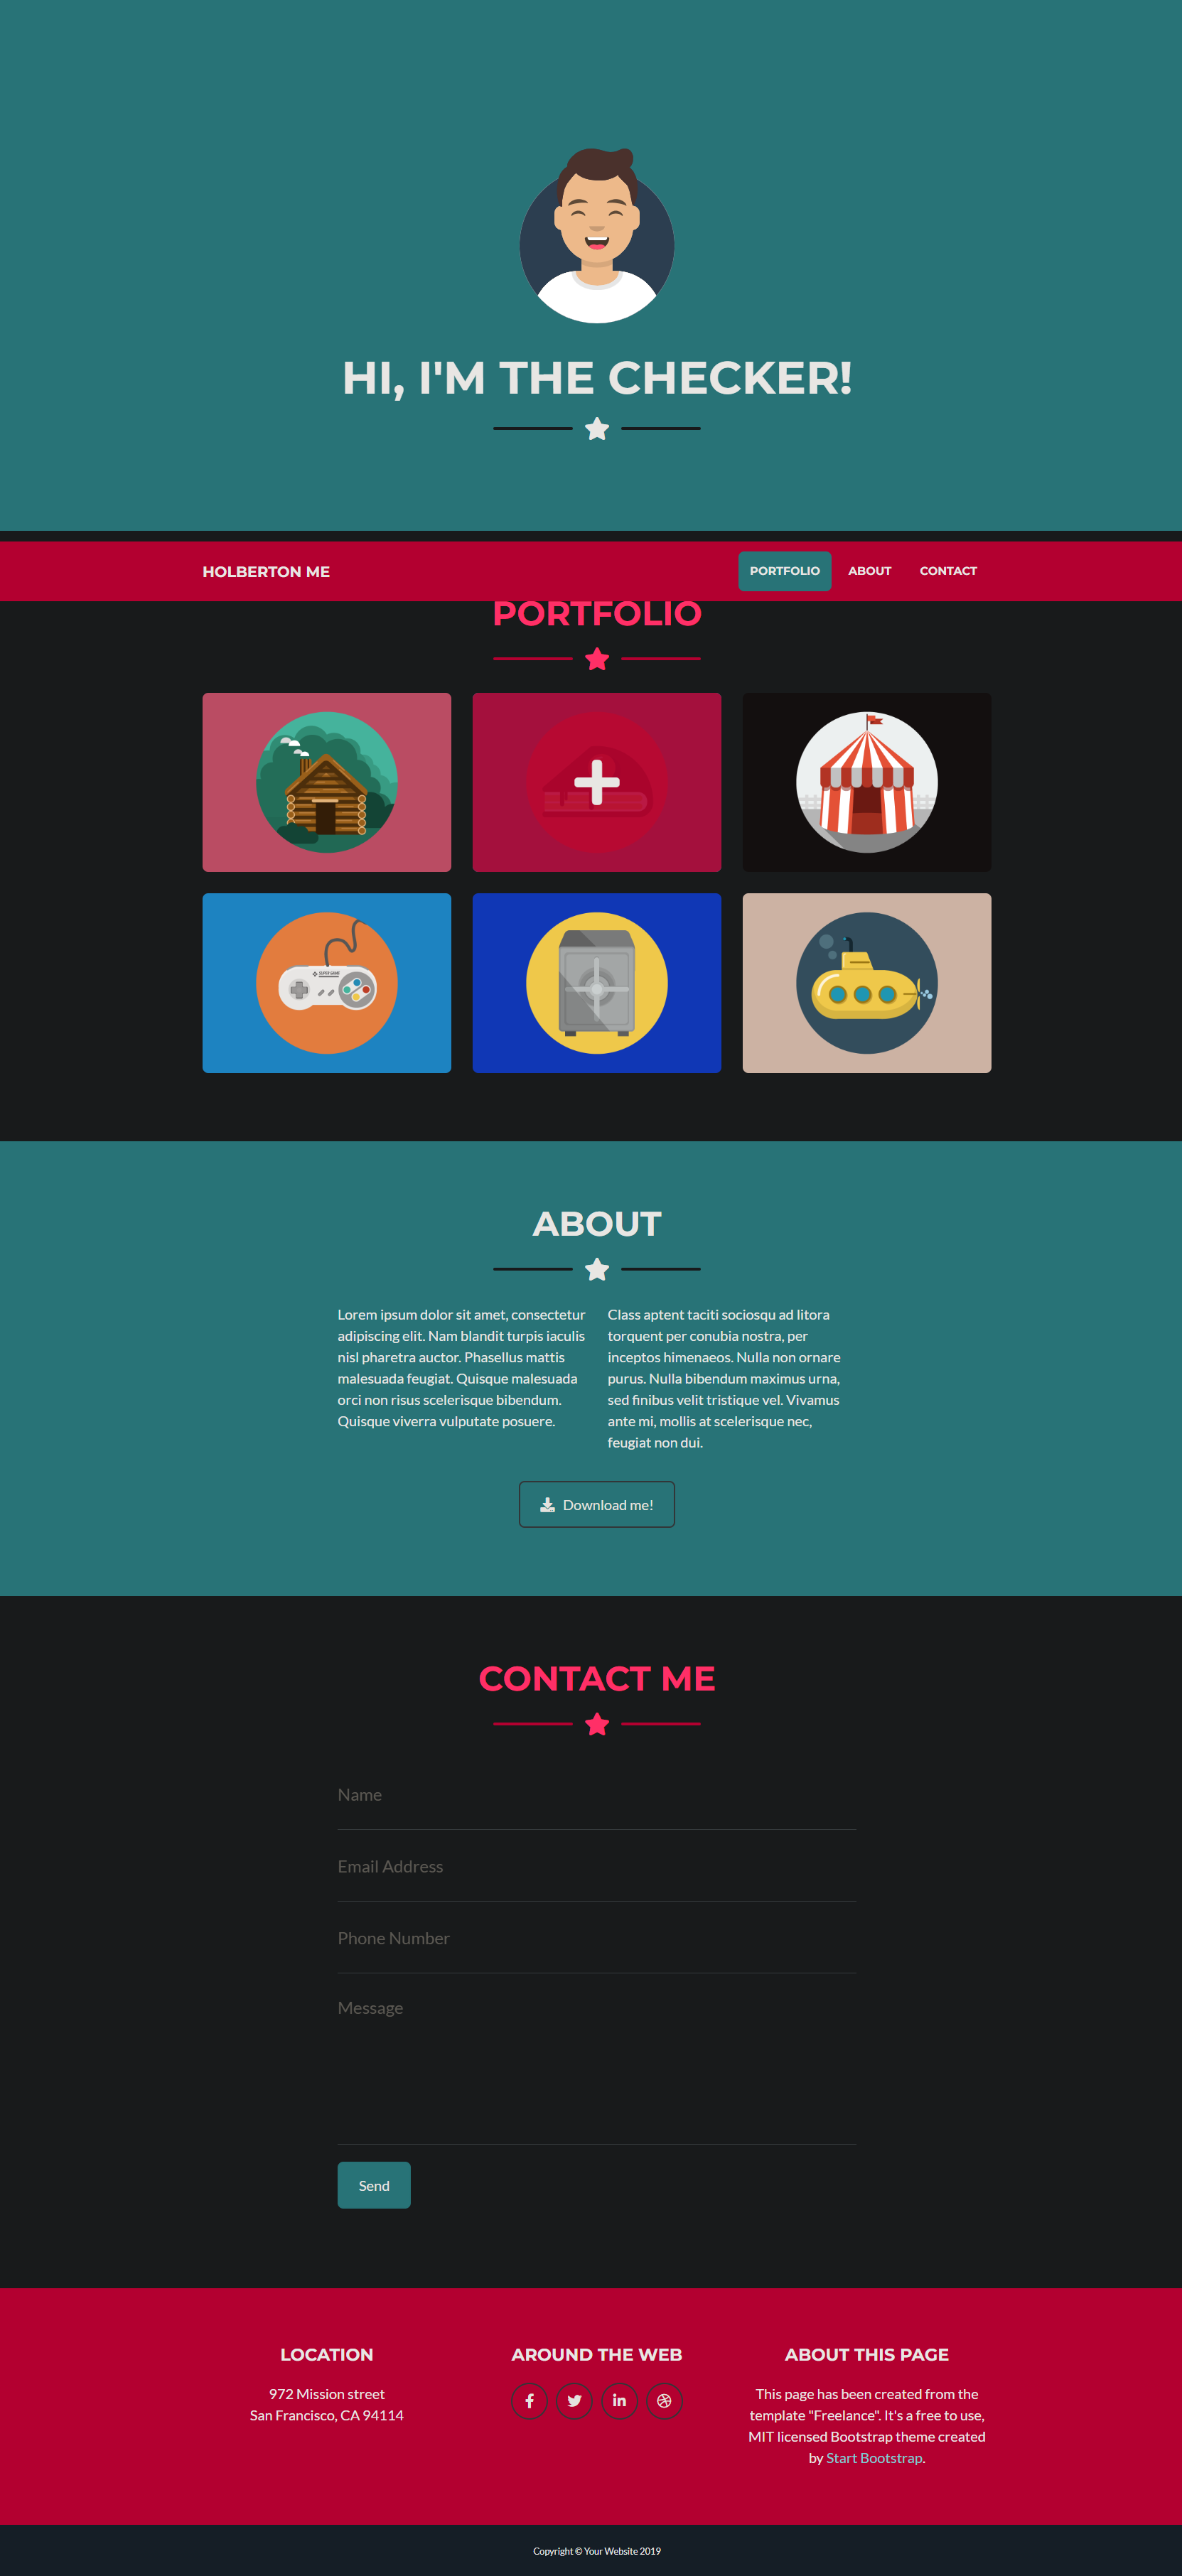 HI, I'M THE CHECKER!
HOLBERTON ME
PORTFOLIO
ABOUT
CONTACT
PORTFOLIO
SUPER GAME
ABOUT
Lorem ipsum dolor sit amet, consectetur
adipiscing elit. Nam blandit turpis iaculis
nisl pharetra auctor. Phasellus mattis
malesuada feugiat. Quisque malesuada
orci non risus scelerisque bibendum.
Quisque viverra vulputate posuere.
Class aptent taciti sociosqu ad litora
torquent per conubia nostra, per
inceptos himenaeos. Nulla non ornare
purus. Nulla bibendum maximus urna,
sed finibus velit tristique vel. Vivamus
ante mi, mollis at scelerisque nec,
feugiat non dui.
Download me!
CONTACT ME
Name
Email Address
Phone Number
Message
Send
LOCATION
972 Mission street
San Francisco, CA 94114
AROUND THE WEB
ABOUT THIS PAGE
This page has been created from the
template "Freelance". It's a free to use,
MIT licensed Bootstrap theme created
by Start Bootstrap.
Copyright © Your Website 2019